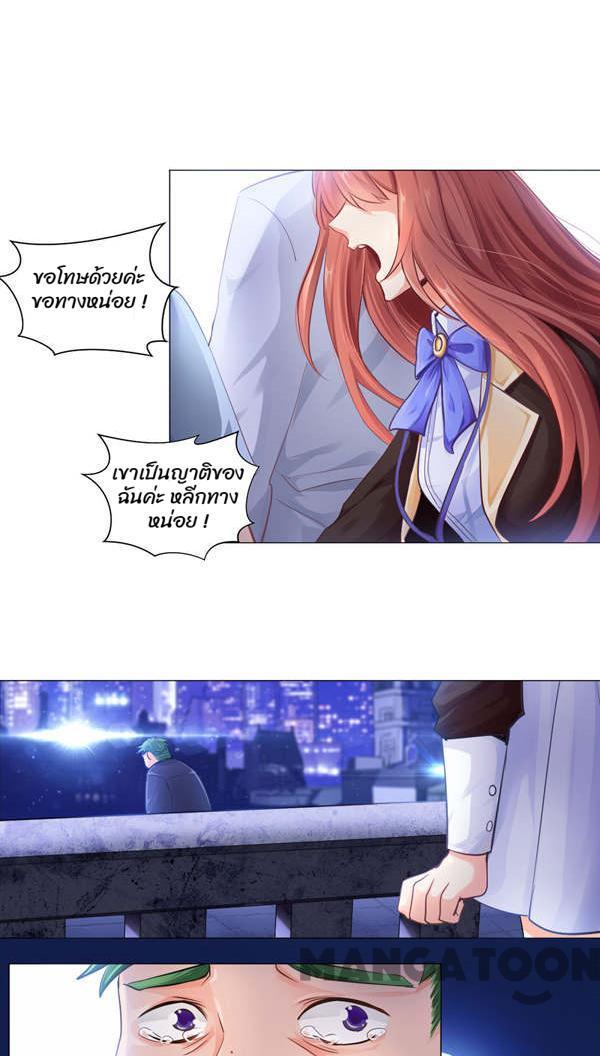 ขอโทษด้วยค่ะ
ขอทางหน่อย !
เขาเป็นญาติของ
ฉันค่ะ หลีกทาง
หน่อย !
MANGATOON